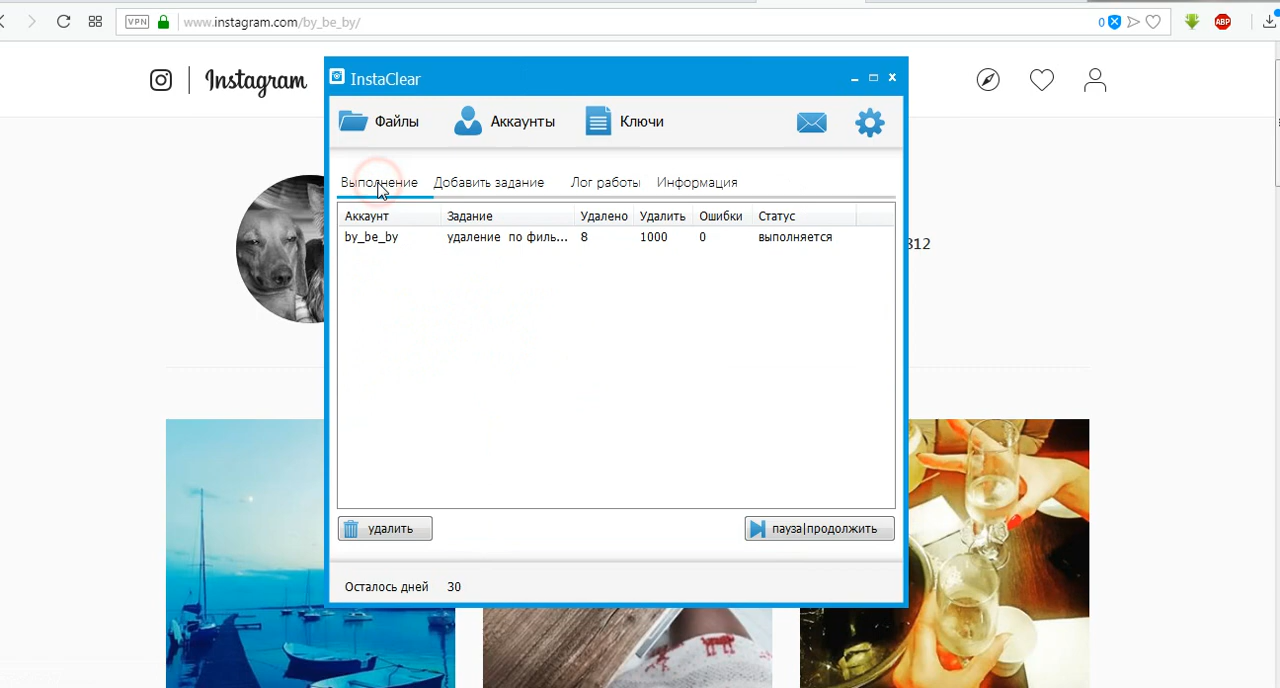 VPN www.instagram.com/by_be_by/ 0 ABP
Instagram
InstaClear
Файлы Аккаунты Ключи
Выполнение Добавить задание Лог работы Информация
Аккаунт Задание Удалено Удалить Ошибки Статус
by_be_by удаление по филь... 8 1000 0 выполняется
812
удалить пауза|продолжить
Осталось дней 30